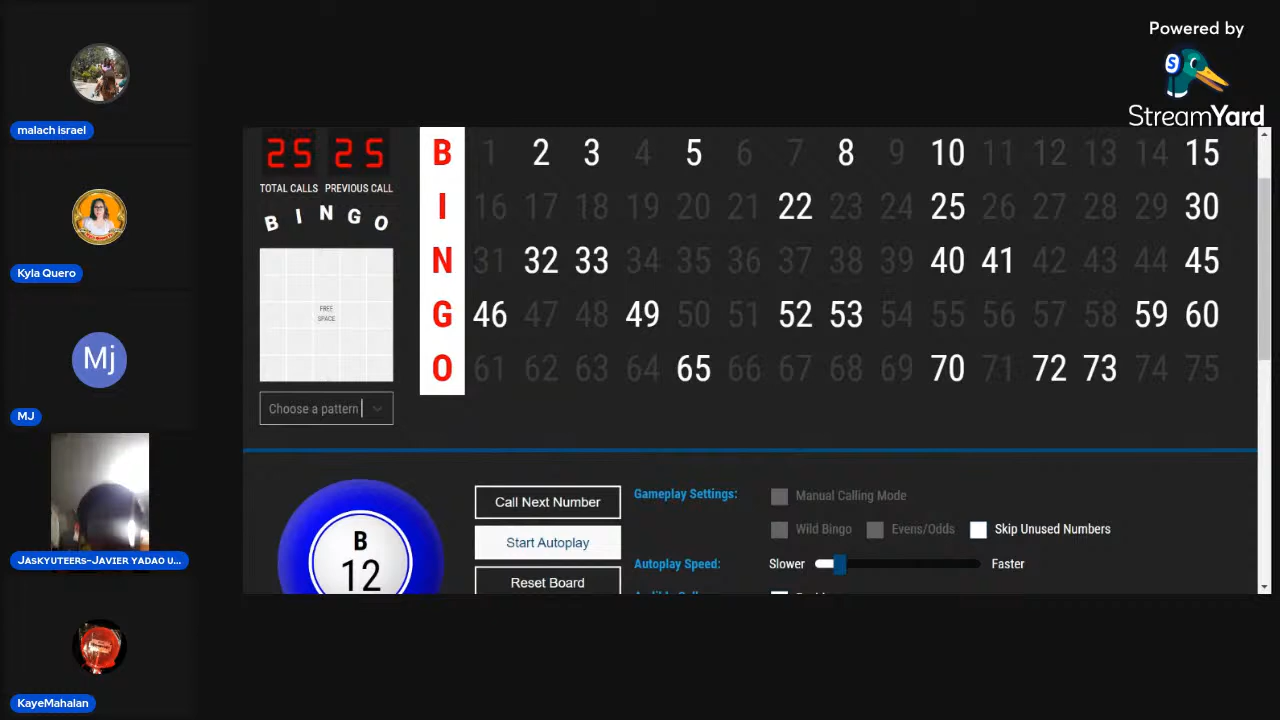 Powered by
S
StreamYard
malach israel
Kyla Quero
Mj
MJ
JASKYUTEERS-JAVIER YADAO U...
KayeMahalan
25 25
TOTAL CALLS PREVIOUS CALL
B I N G O
FREE
SPACE
Choose a pattern
B 1 2 3 4 5 6 7 8 9 10 11 12 13 14 15
I 16 17 18 19 20 21 22 23 24 25 26 27 28 29 30
N 31 32 33 34 35 36 37 38 39 40 41 42 43 44 45
G 46 47 48 49 50 51 52 53 54 55 56 57 58 59 60
O 61 62 63 64 65 66 67 68 69 70 71 72 73 74 75
B
12
Call Next Number
Start Autoplay
Reset Board
Gameplay Settings: Manual Calling Mode
Wild Bingo Evens/Odds Skip Unused Numbers
Autoplay Speed: Slower Faster